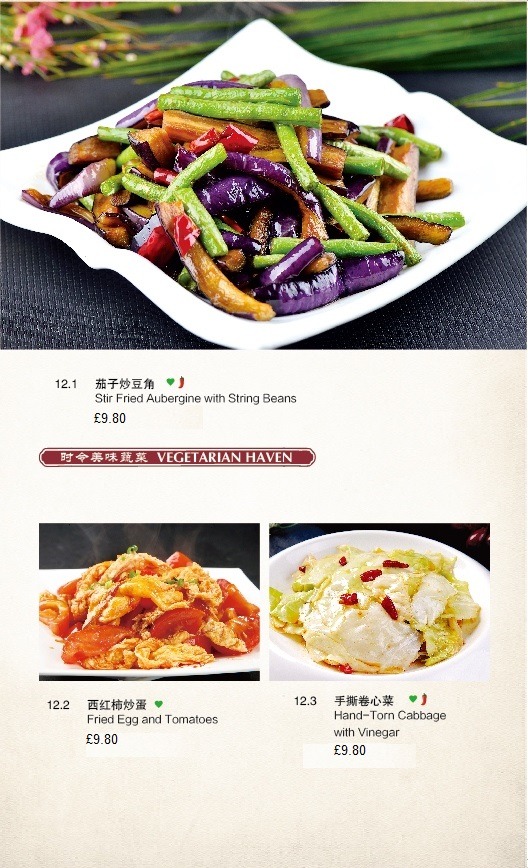 12.1 茄子炒豆角
Stir Fried Aubergine with String Beans
£9.80
时令美味蔬菜 VEGETARIAN HAVEN
12.2 西红柿炒蛋
Fried Egg and Tomatoes
£9.80
12.3 手撕卷心菜
Hand-Torn Cabbage
with Vinegar
£9.80